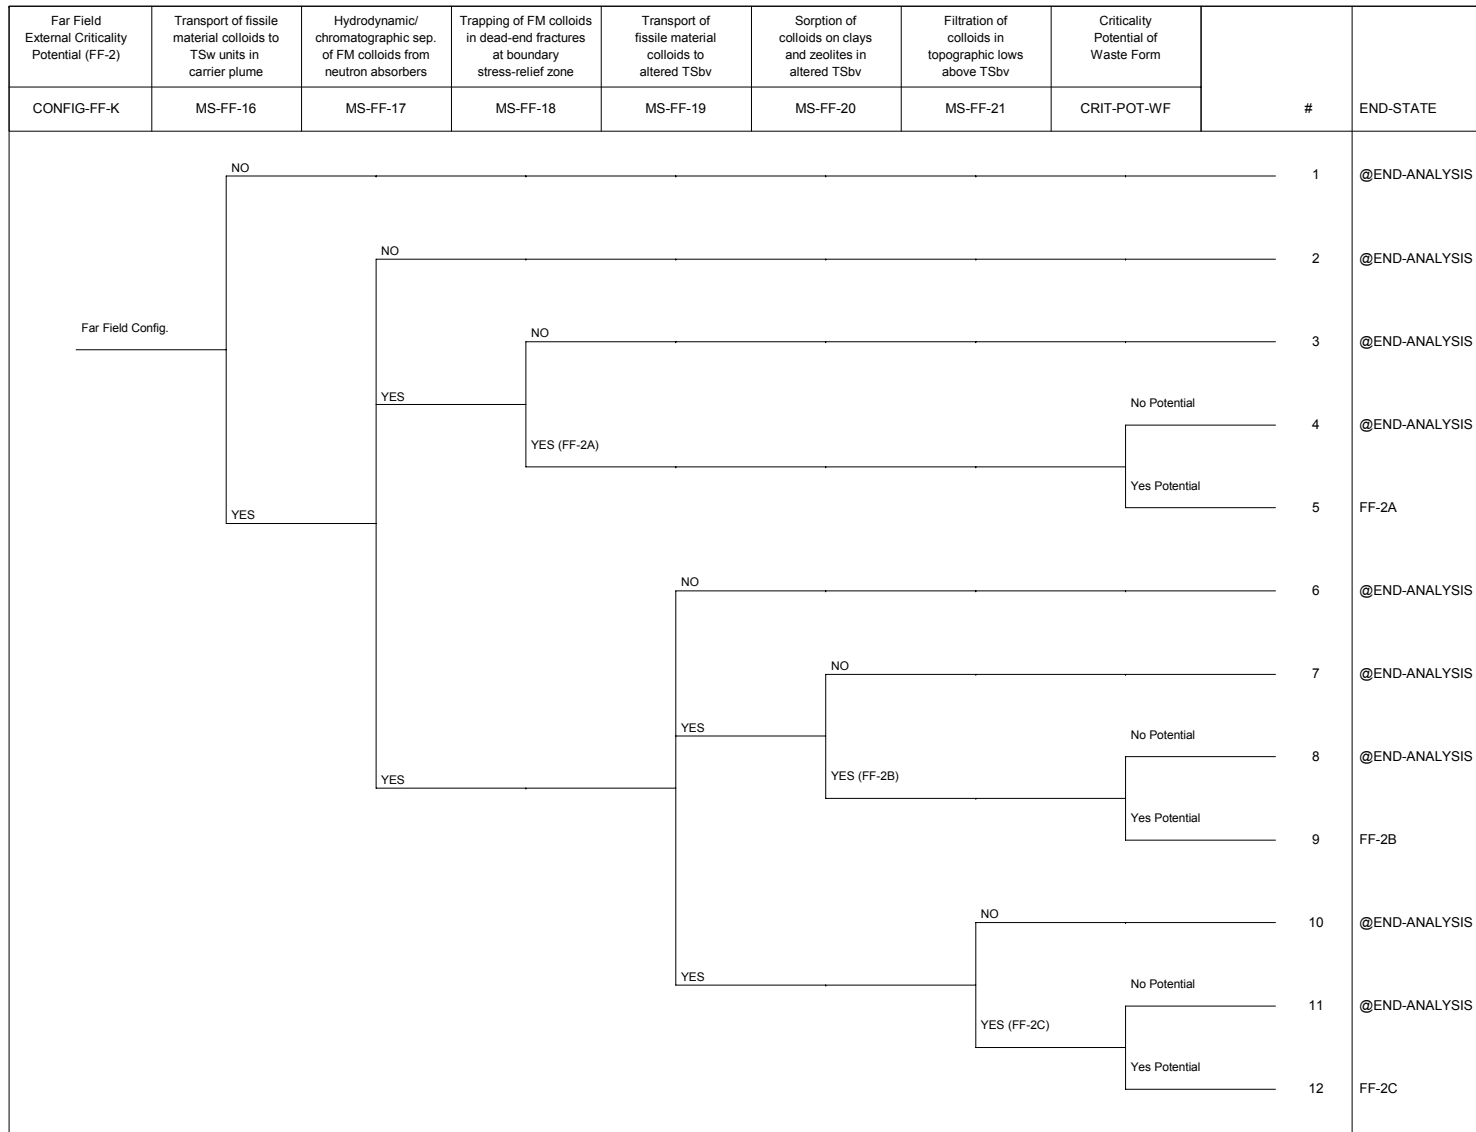 Far Field
External Criticality
Potential (FF-2)
Transport of fissile
material colloids to
TSw units in
carrier plume
Hydrodynamic/
chromatographic sep.
of FM colloids from
neutron absorbers
Trapping of FM colloids
in dead-end fractures
at boundary
stress-relief zone
Transport of
fissile material
colloids to
altered TSbv
Sorption of
colloids on clays
and zeolites in
altered TSbv
Filtration of
colloids in
topographic lows
above TSbv
Criticality
Potential of
Waste Form
CONFIG-FF-K
MS-FF-16
MS-FF-17
MS-FF-18
MS-FF-19
MS-FF-20
MS-FF-21
CRIT-POT-WF
#
END-STATE
NO
1
@END-ANALYSIS
NO
2
@END-ANALYSIS
Far Field Config.
NO
3
@END-ANALYSIS
YES
No Potential
4
@END-ANALYSIS
YES (FF-2A)
Yes Potential
5
FF-2A
YES
NO
6
@END-ANALYSIS
NO
7
@END-ANALYSIS
YES
No Potential
8
@END-ANALYSIS
YES
YES (FF-2B)
Yes Potential
9
FF-2B
NO
10
@END-ANALYSIS
YES
No Potential
11
@END-ANALYSIS
YES (FF-2C)
Yes Potential
12
FF-2C